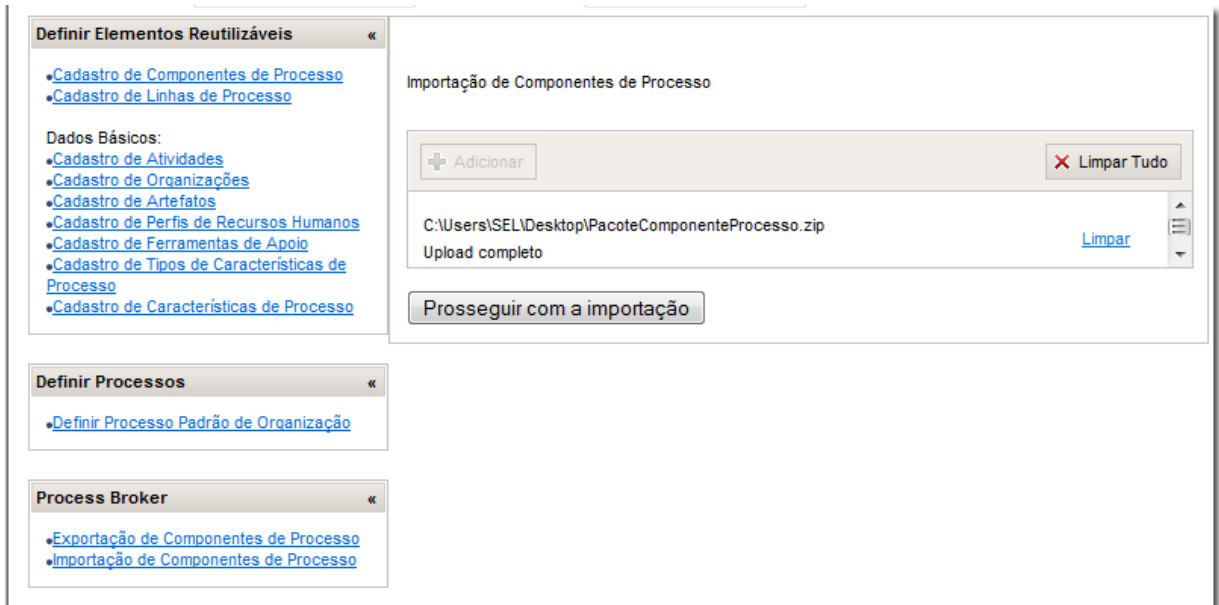 Definir Elementos Reutilizáveis «
•Cadastro de Componentes de Processo
•Cadastro de Linhas de Processo
Dados Básicos:
•Cadastro de Atividades
•Cadastro de Organizações
•Cadastro de Artefatos
•Cadastro de Perfis de Recursos Humanos
•Cadastro de Ferramentas de Apoio
•Cadastro de Tipos de Características de
Processo
•Cadastro de Características de Processo
Definir Processos «
•Definir Processo Padrão de Organização
Process Broker «
•Exportação de Componentes de Processo
•Importação de Componentes de Processo
Importação de Componentes de Processo
Adicionar
Limpar Tudo
C:\Users\SEL\Desktop\PacoteComponenteProcesso.zip
Upload completo
Limpar
Prosseguir com a importação